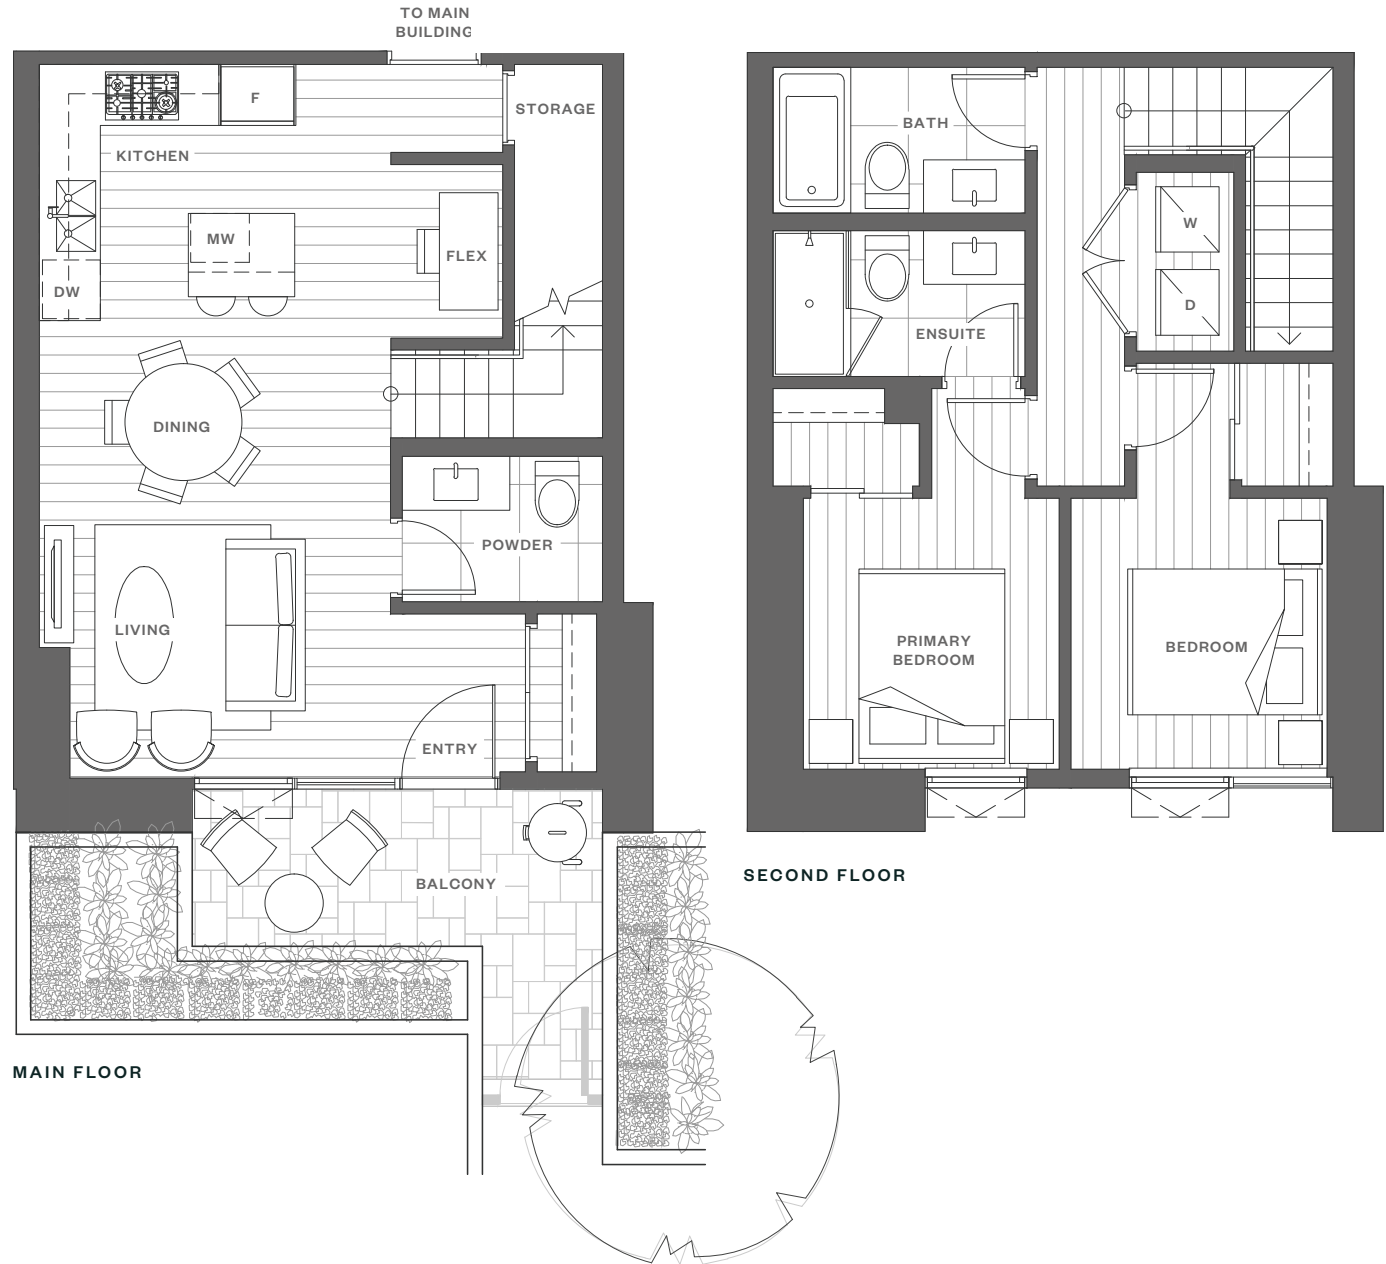 TO MAIN
BUILDING
F
STORAGE
KITCHEN
MW
FLEX
DW
DINING
POWDER
LIVING
ENTRY
BALCONY
MAIN FLOOR
BATH
W
D
ENSUITE
PRIMARY
BEDROOM
BEDROOM
SECOND FLOOR